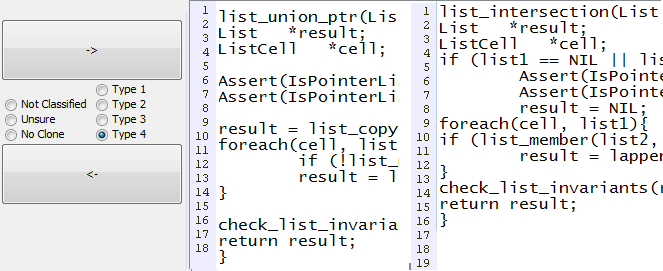 ->
Type 1
Not Classified
Type 2
Unsure
Type 3
No Clone
Type 4
<-
1
2
3
4
5
6
7
8
9
10
11
12
13
14
15
16
17
18
list_union_ptr(Lis
List *result;
ListCell *cell;
Assert(IsPointerLi
Assert(IsPointerLi
result = list_copy
foreach(cell, list
if (!list_
result = l
}
check_list_invaria
return result;
}
1
2
3
4
5
6
7
8
9
10
11
12
13
14
15
16
17
18
19
list_intersection(List
List *result;
ListCell *cell;
if (list1 == NIL || lis
Assert(IsPointer
Assert(IsPointer
result = NIL;
foreach(cell, list1){
if (list_member(list2,
result = lapper
}
check_list_invariants(r
return result;
}